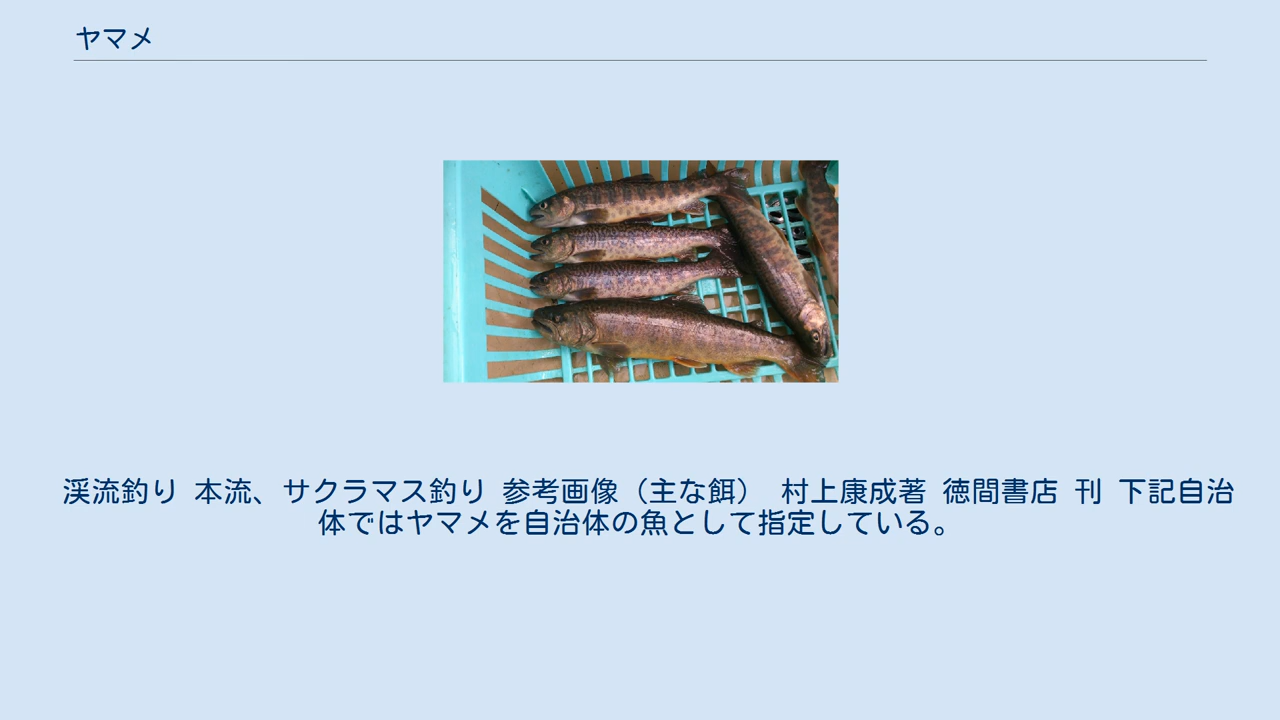 ヤマメ
渓流釣り 本流、サクラマス釣り 参考画像（主な餌） 村上康成著 徳間書店 刊 下記自治
体ではヤマメを自治体の魚として指定している。